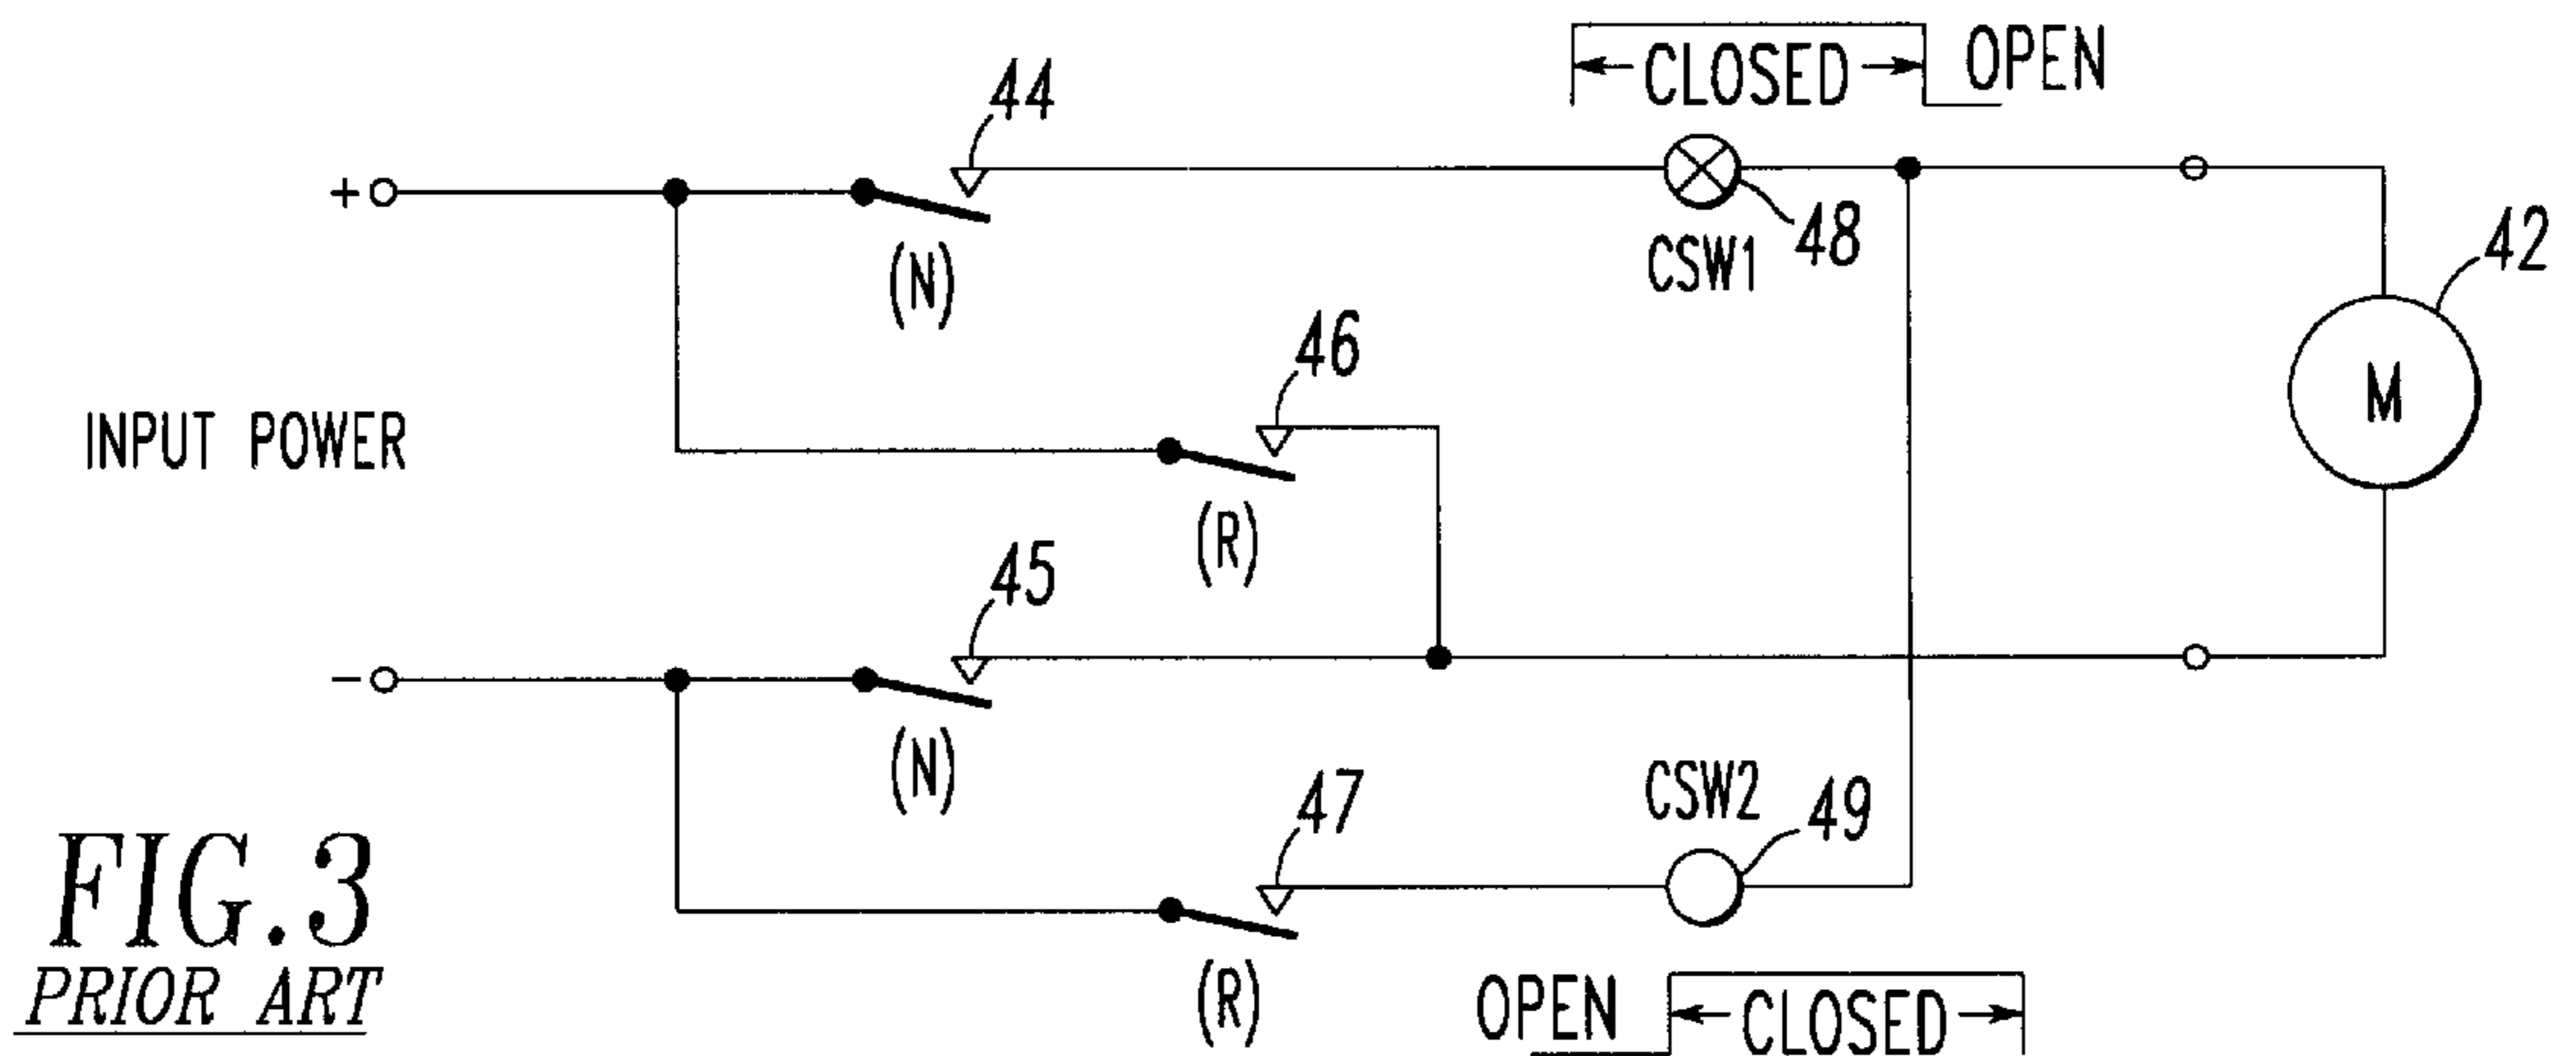 CLOSED OPEN
44
+
(N)
CSW1
48
42
M
46
INPUT POWER
(R)
45
-
(N)
CSW2
49
47
(R)
OPEN CLOSED
FIG.3
PRIOR ART